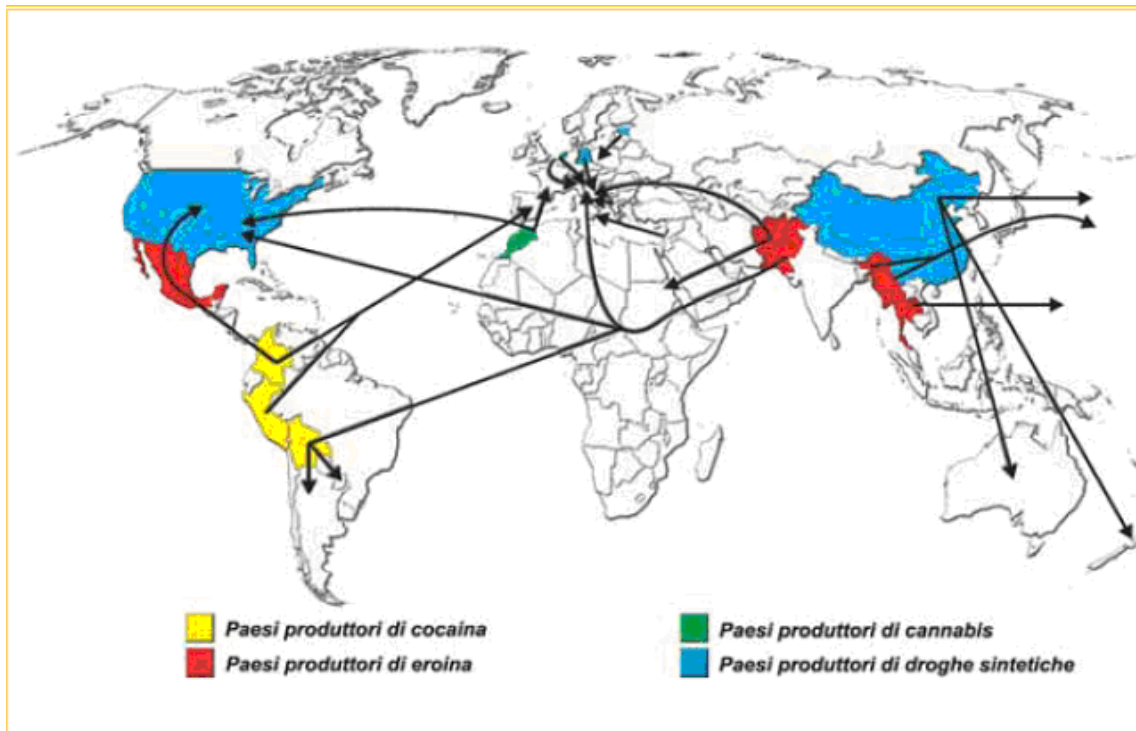 Paesi produttori di cocaina
Paesi produttori di eroina
Paesi produttori di cannabis
Paesi produttori di droghe sintetiche